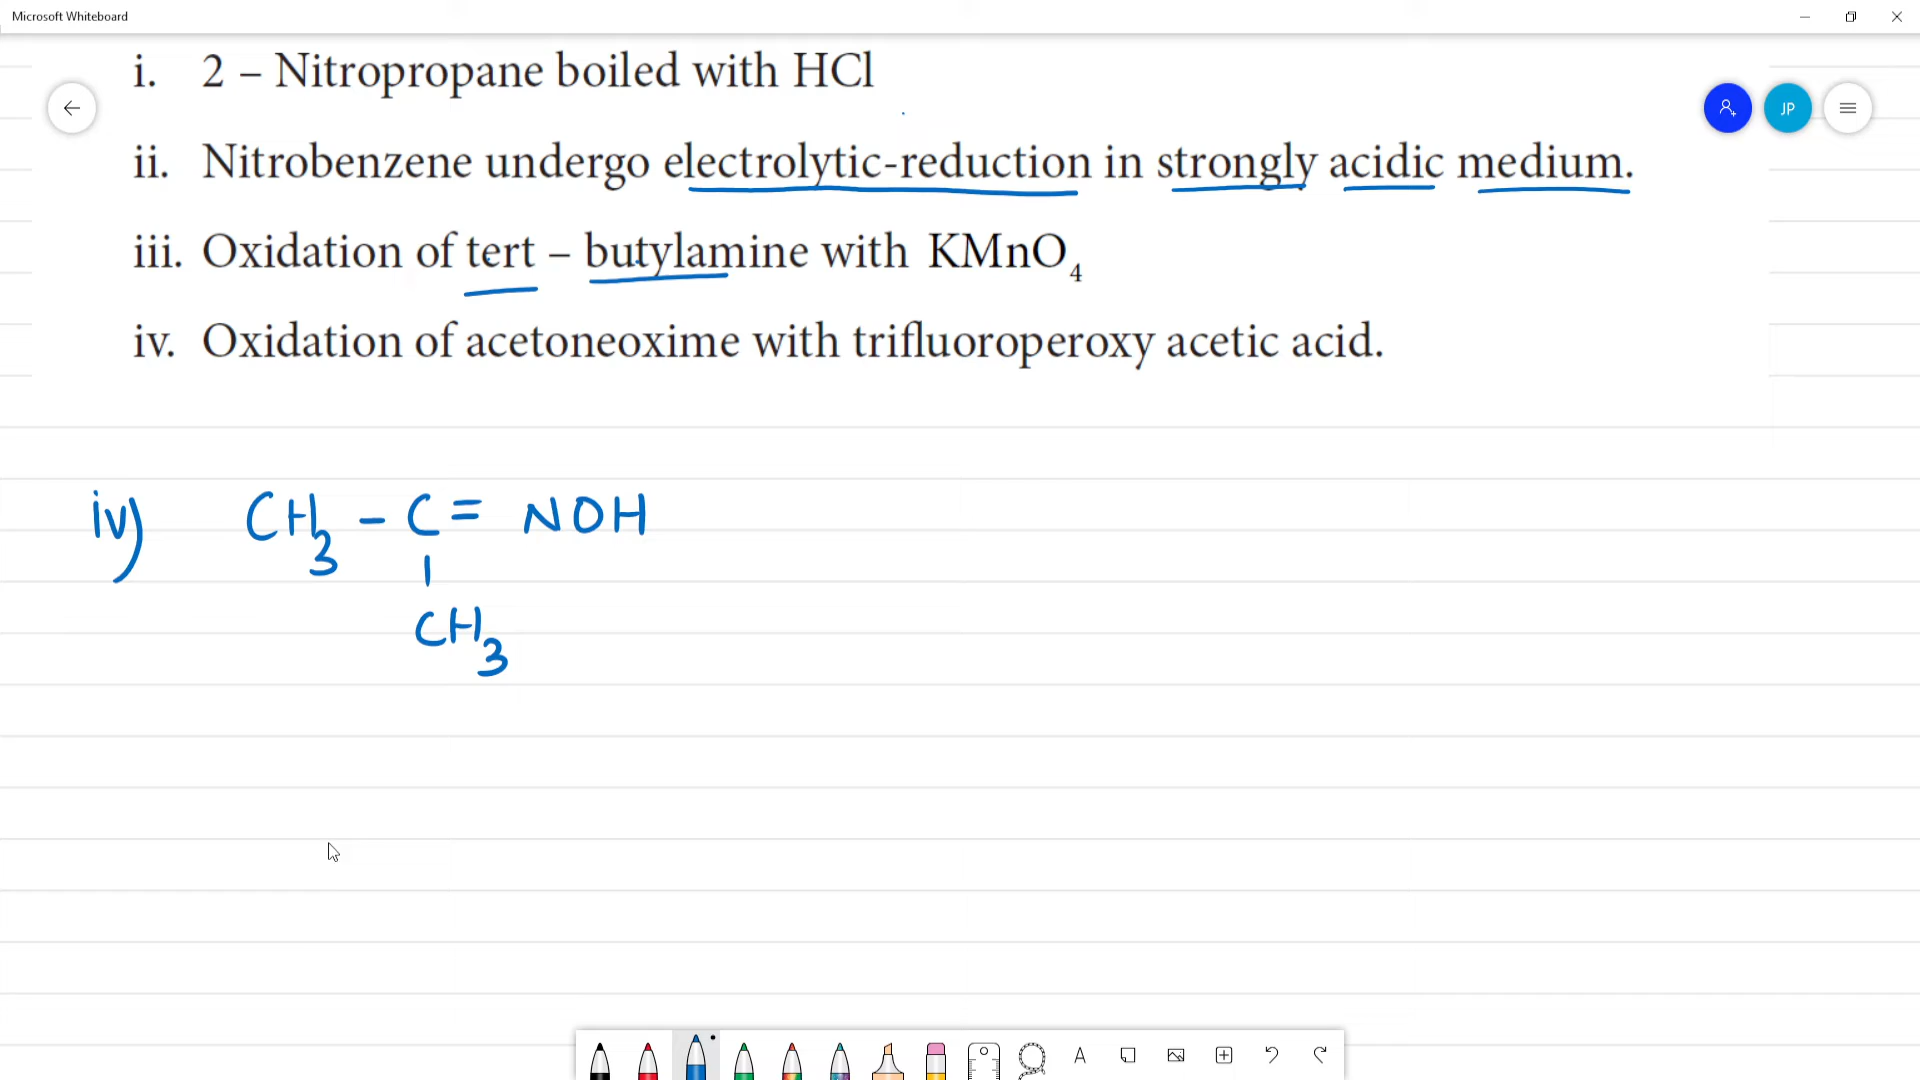 Microsoft Whiteboard
i. 2 – Nitropropane boiled with HCl
JP
ii. Nitrobenzene undergo electrolytic-reduction in strongly acidic medium.
iii. Oxidation of tert – butylamine with KMnO₄
iv. Oxidation of acetoneoxime with trifluoroperoxy acetic acid.
iv) CH₃ - C = NOH
CH₃
A